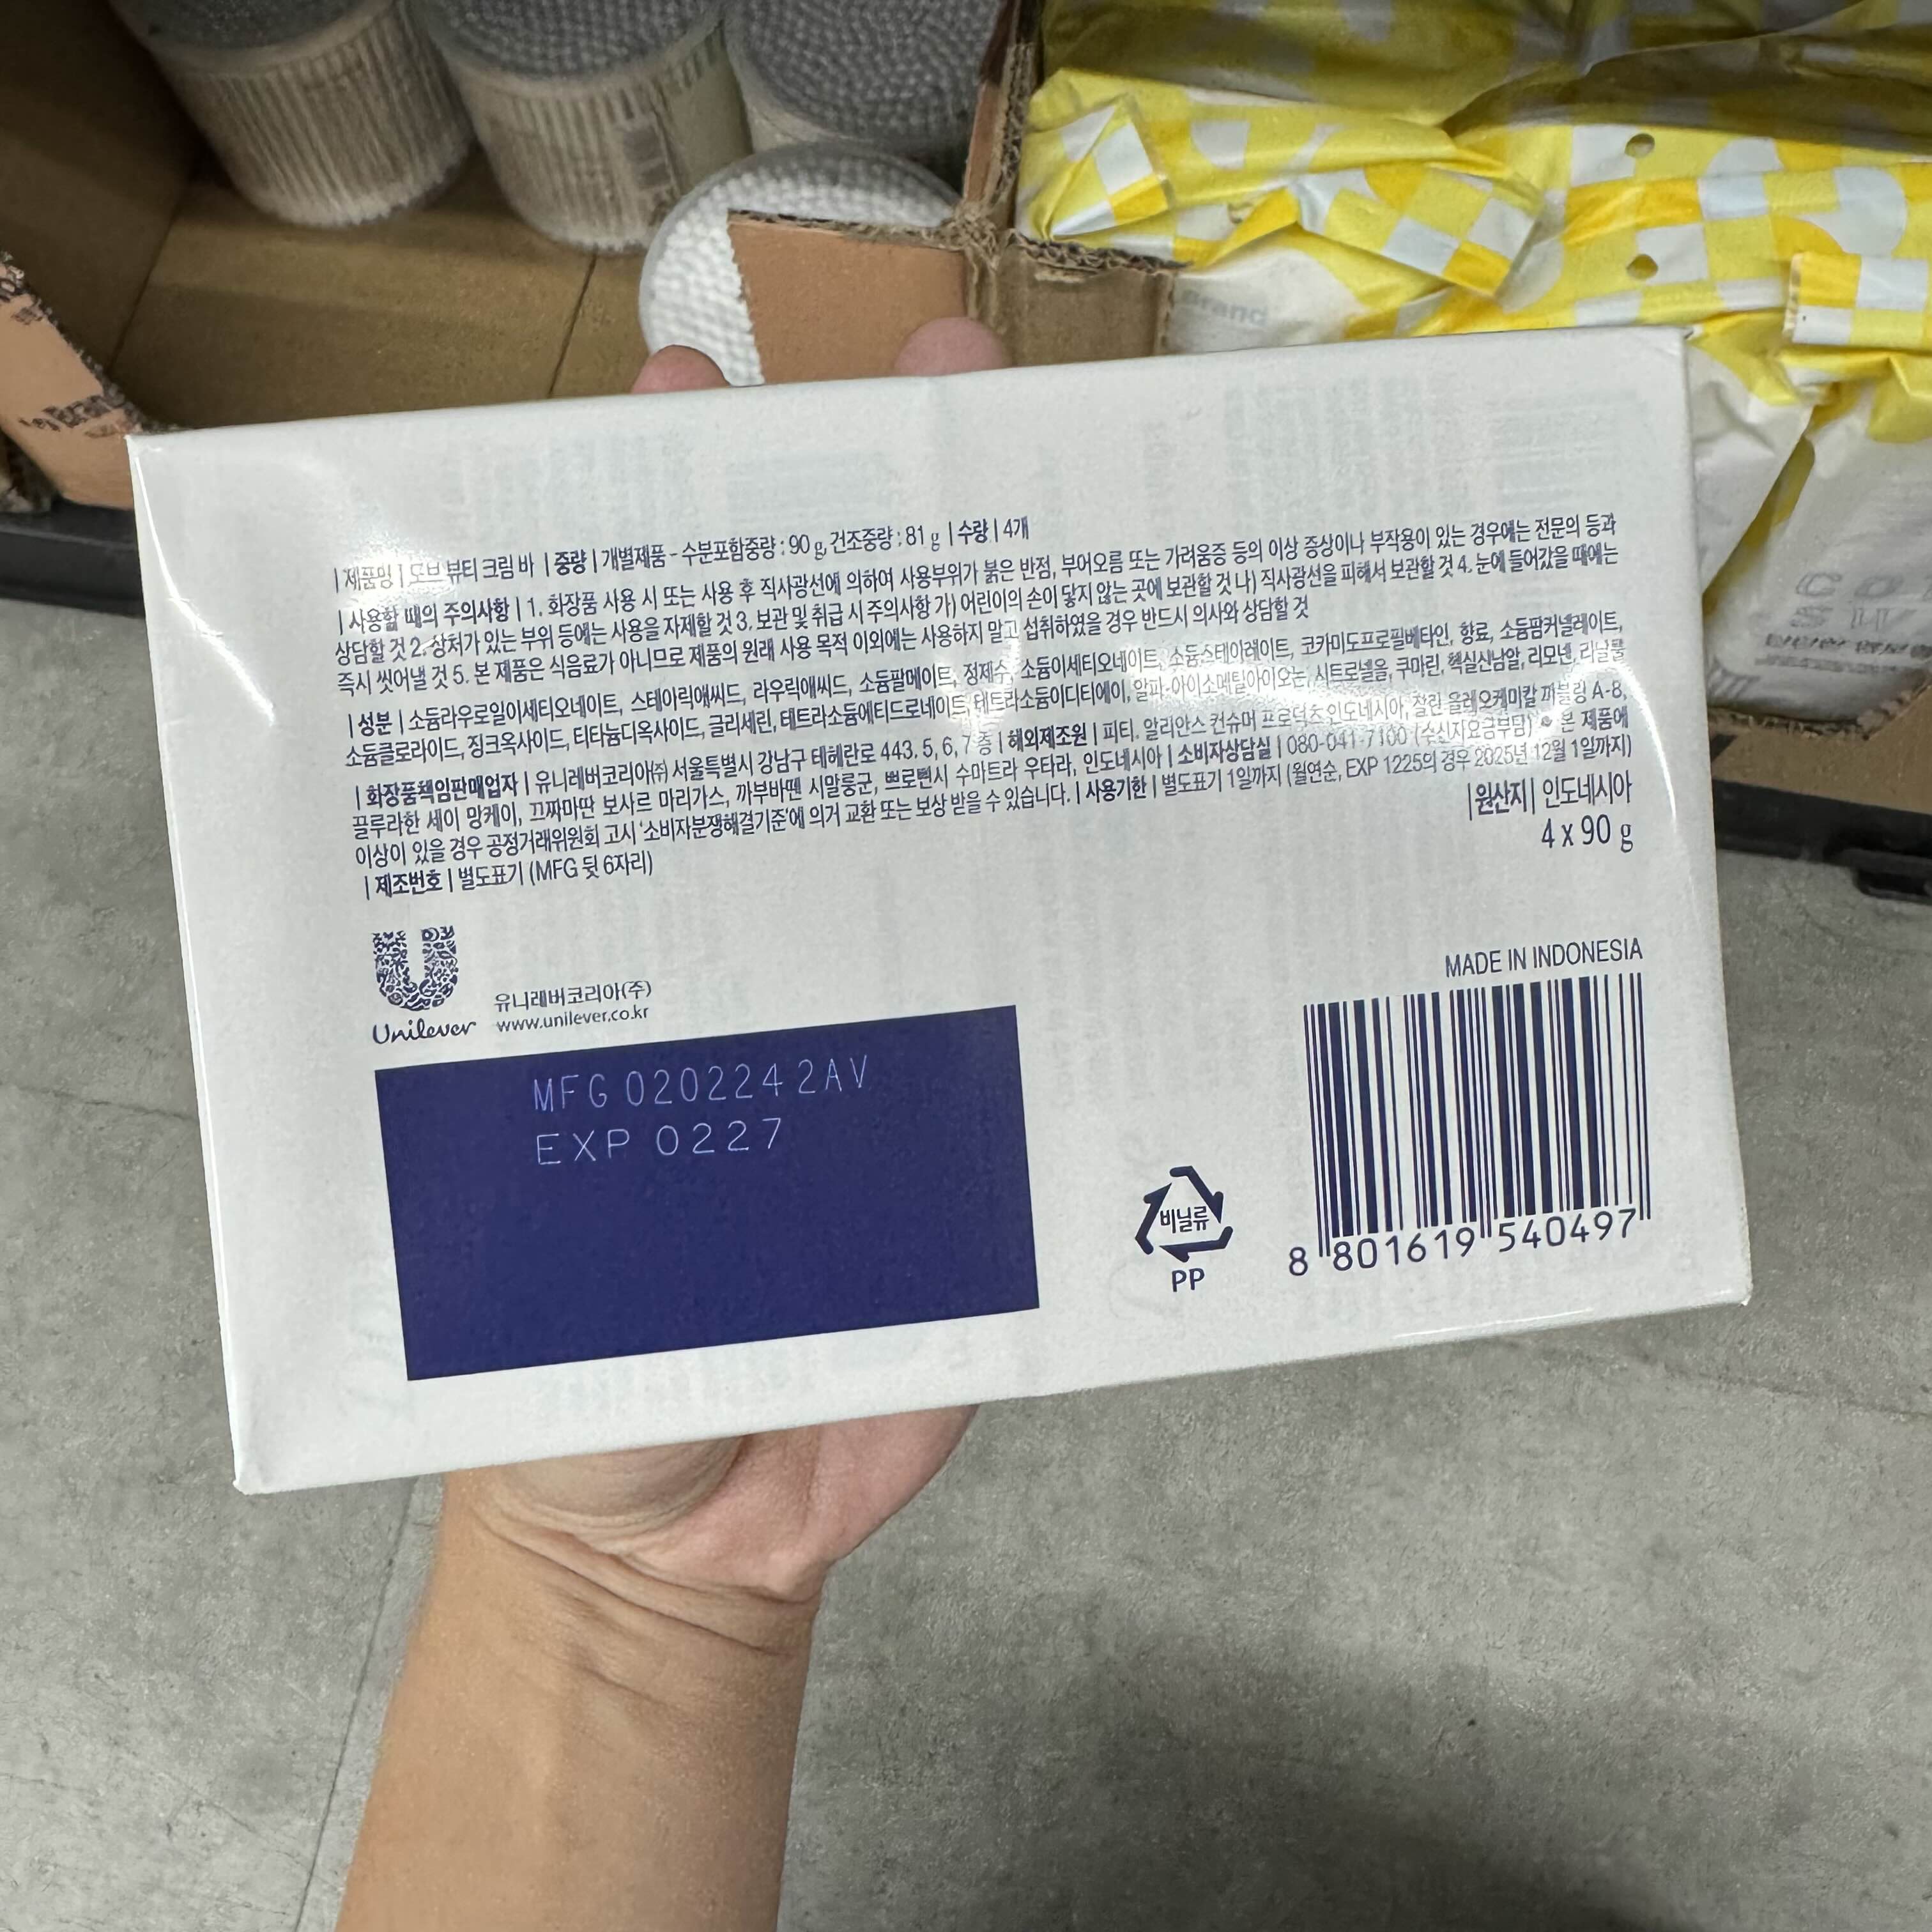 | 제품명 | 도브 뷰티 크림 바 | 중량 | 개별제품 - 수분포함중량 : 90 g, 건조중량 : 81 g | 수량 | 4개
| 사용할 때의 주의사항 | 1. 화장품 사용 시 또는 사용 후 직사광선에 의하여 사용부위가 붉은 반점, 부어오름 또는 가려움증 등의 이상 증상이나 부작용이 있는 경우에는 전문의 등과
상담할 것 2. 상처가 있는 부위 등에는 사용을 자제할 것 3. 보관 및 취급 시 주의사항 가) 어린이의 손이 닿지 않는 곳에 보관할 것 나) 직사광선을 피해서 보관할 것 4. 눈에 들어갔을 때에는
즉시 씻어낼 것 5. 본 제품은 식음료가 아니므로 제품의 원래 사용 목적 이외에는 사용하지 말고 섭취하였을 경우 반드시 의사와 상담할 것
| 성분 | 소듐라우로일이세티오네이트, 스테아릭애씨드, 라우릭애씨드, 소듐팔메이트, 정제수, 소듐이세티오네이트, 소듐스테아레이트, 코카미도프로필베타인, 향료, 소듐팜커넬레이트,
소듐클로라이드, 징크옥사이드, 티타늄디옥사이드, 글리세린, 테트라소듐에티드로네이트, 테트라소듐이디티에이, 알파-아이소메틸아이오논, 시트로넬올, 쿠마린, 헥실신남알, 리모넨, 리날룰
| 화장품책임판매업자 | 유니레버코리아㈜ 서울특별시 강남구 테헤란로 443, 5, 6, 7 층 | 해외제조원 | 피티. 알리안스 컨슈머 프로덕츠 인도네시아, 잘란 올레오케미칼 까블링 A-8,
끌루라한 세이 망케이, 끄짜마딴 보사르 마리가스, 까부바뗀 시말룽군, 쁘로삔시 수마트라 우타라, 인도네시아 | 소비자상담실 | 080-041-7100 (수신자요금부담) * 본 제품에
이상이 있을 경우 공정거래위원회 고시 '소비자분쟁해결기준'에 의거 교환 또는 보상 받을 수 있습니다. | 사용기한 | 별도표기 1일까지 (월연순, EXP 1225의 경우 2025년 12월 1일까지)
| 제조번호 | 별도표기 (MFG 뒷 6자리)
| 원산지 | 인도네시아
4 x 90 g
Unilever
유니레버코리아(주)
www.unilever.co.kr
MFG 020224 2AV
EXP 0227
비닐류
PP
MADE IN INDONESIA
8 801619 540497